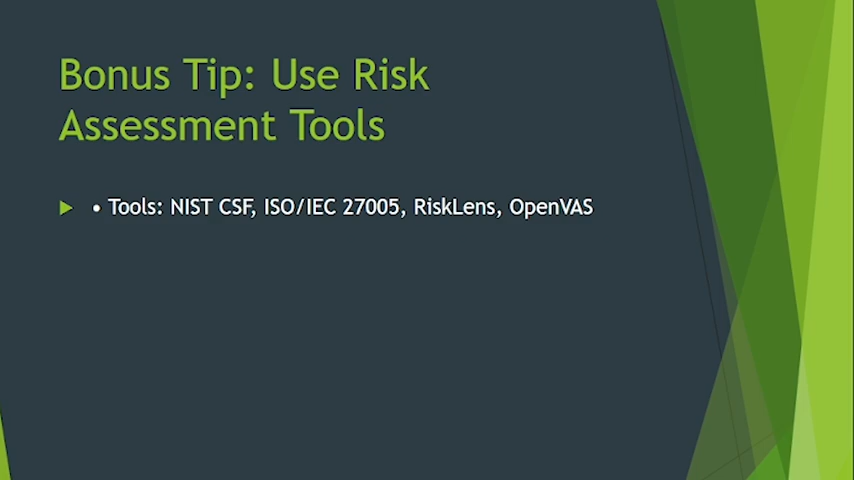 Bonus Tip: Use Risk
Assessment Tools
• Tools: NIST CSF, ISO/IEC 27005, RiskLens, OpenVAS